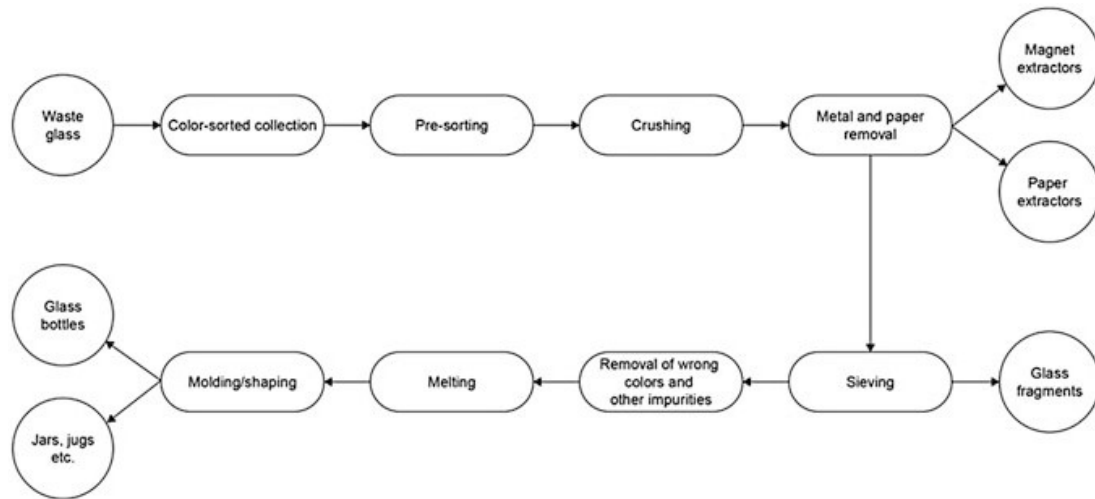 Waste
glass
Color-sorted collection
Pre-sorting
Crushing
Metal and paper
removal
Magnet
extractors
Paper
extractors
Glass
bottles
Jars, jugs
etc.
Molding/shaping
Melting
Removal of wrong
colors and
other impurities
Sieving
Glass
fragments